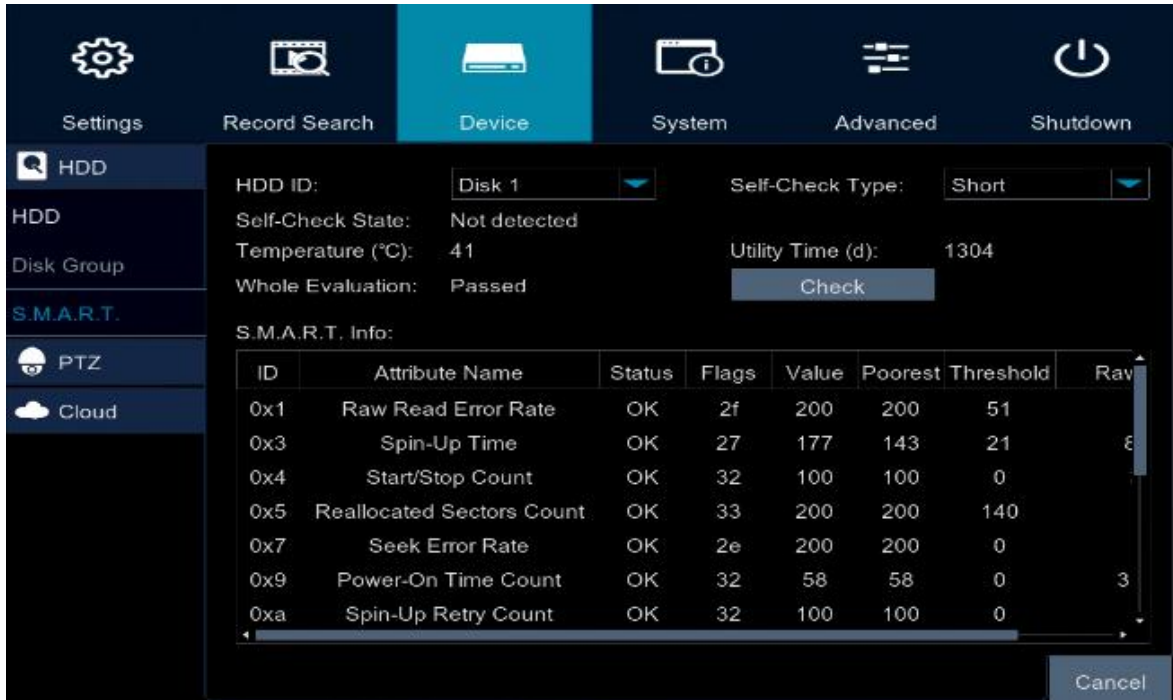 Settings Record Search Device System Advanced Shutdown
HDD
HDD
Disk Group
S.M.A.R.T.
PTZ
Cloud
HDD ID: Disk 1 Self-Check Type: Short
Self-Check State: Not detected
Temperature (°C): 41 Utility Time (d): 1304
Whole Evaluation: Passed Check
S.M.A.R.T. Info:
ID Attribute Name Status Flags Value Poorest Threshold
0x1 Raw Read Error Rate OK 2f 200 200 51
0x3 Spin-Up Time OK 27 177 143 21
0x4 Start/Stop Count OK 32 100 100 0
0x5 Reallocated Sectors Count OK 33 200 200 140
0x7 Seek Error Rate OK 2e 200 200 0
0x9 Power-On Time Count OK 32 58 58 0 3
0xa Spin-Up Retry Count OK 32 100 100 0
Cancel